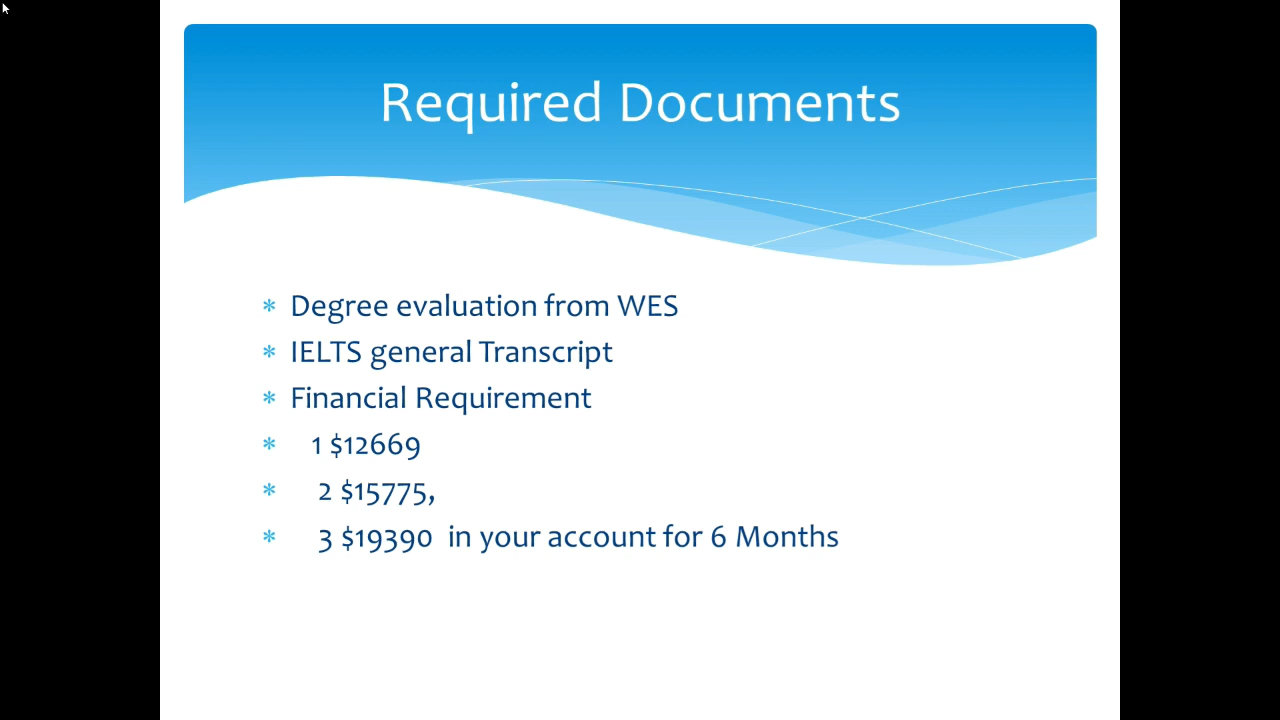 Required Documents
* Degree evaluation from WES
* IELTS general Transcript
* Financial Requirement
* 1 $12669
* 2 $15775,
* 3 $19390 in your account for 6 Months